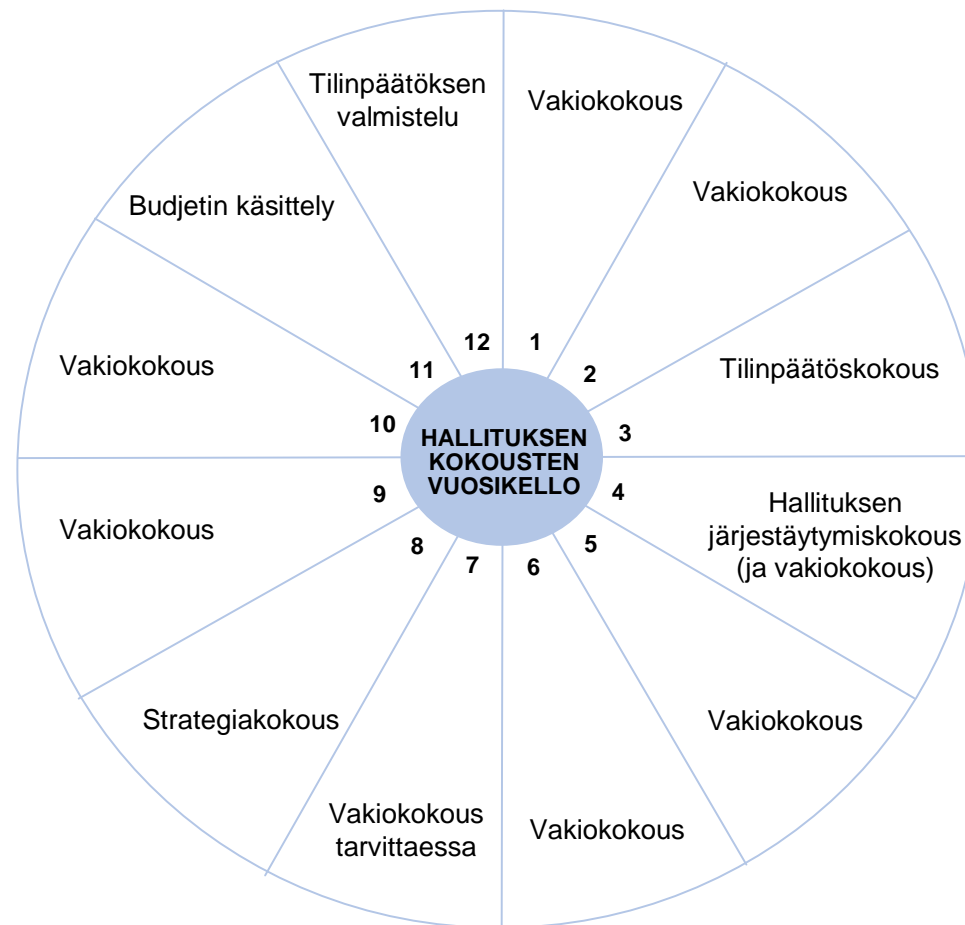 Tilinpäätöksen
valmistelu
Vakiokokous
Vakiokokous
Budjetin käsittely
Vakiokokous
Tilinpäätöskokous
12
1
11
2
10
3
HALLITUKSEN
KOKOUSTEN
VUOSIKELLO
9
4
8
5
7
6
Vakiokokous
Hallituksen
järjestäytymiskokous
(ja vakiokokous)
Strategiakokous
Vakiokokous
Vakiokokous
tarvittaessa
Vakiokokous